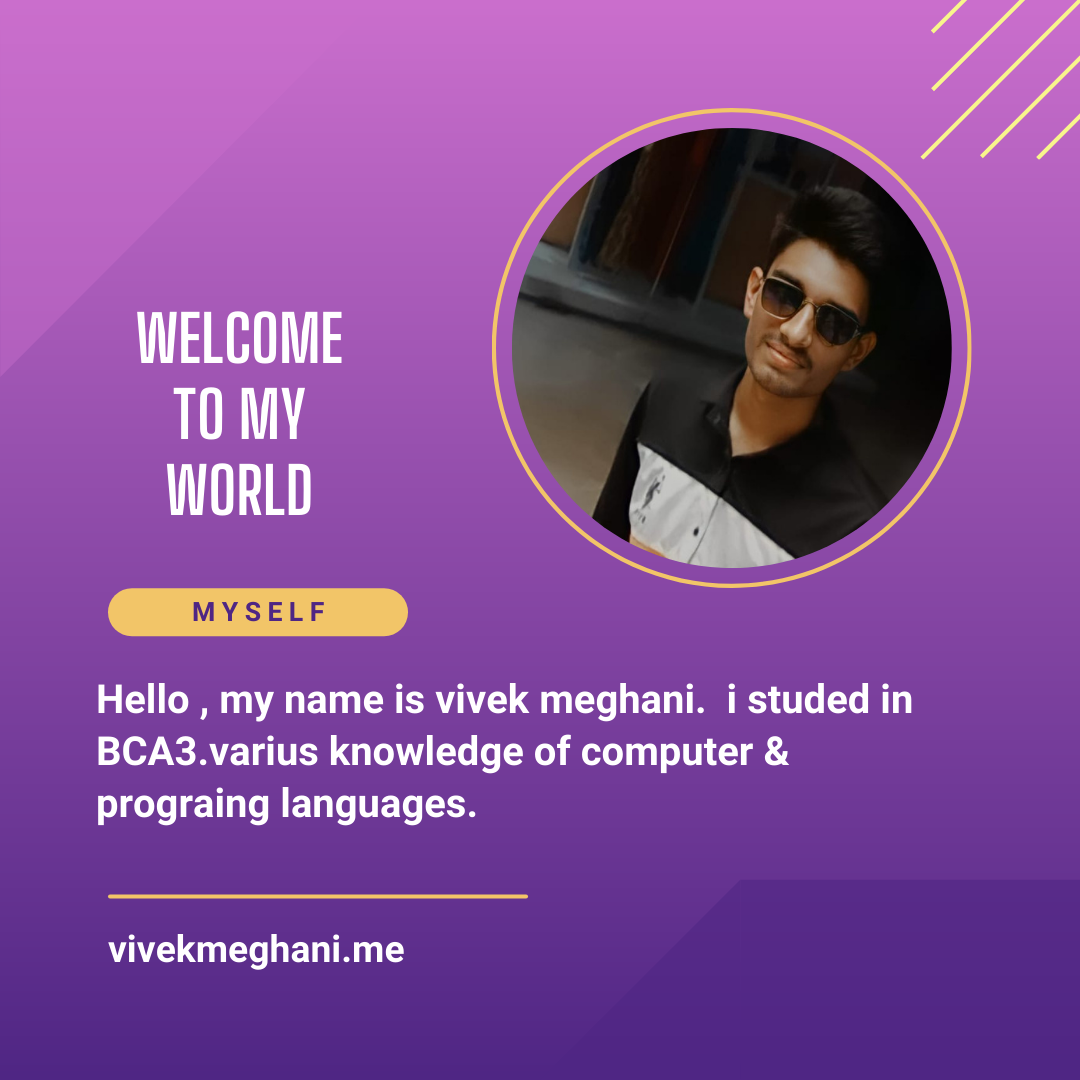 WELCOME
TO MY
WORLD
MYSELF
Hello , my name is vivek meghani.  i studed in
BCA3.varius knowledge of computer &
prograing languages.
vivekmeghani.me